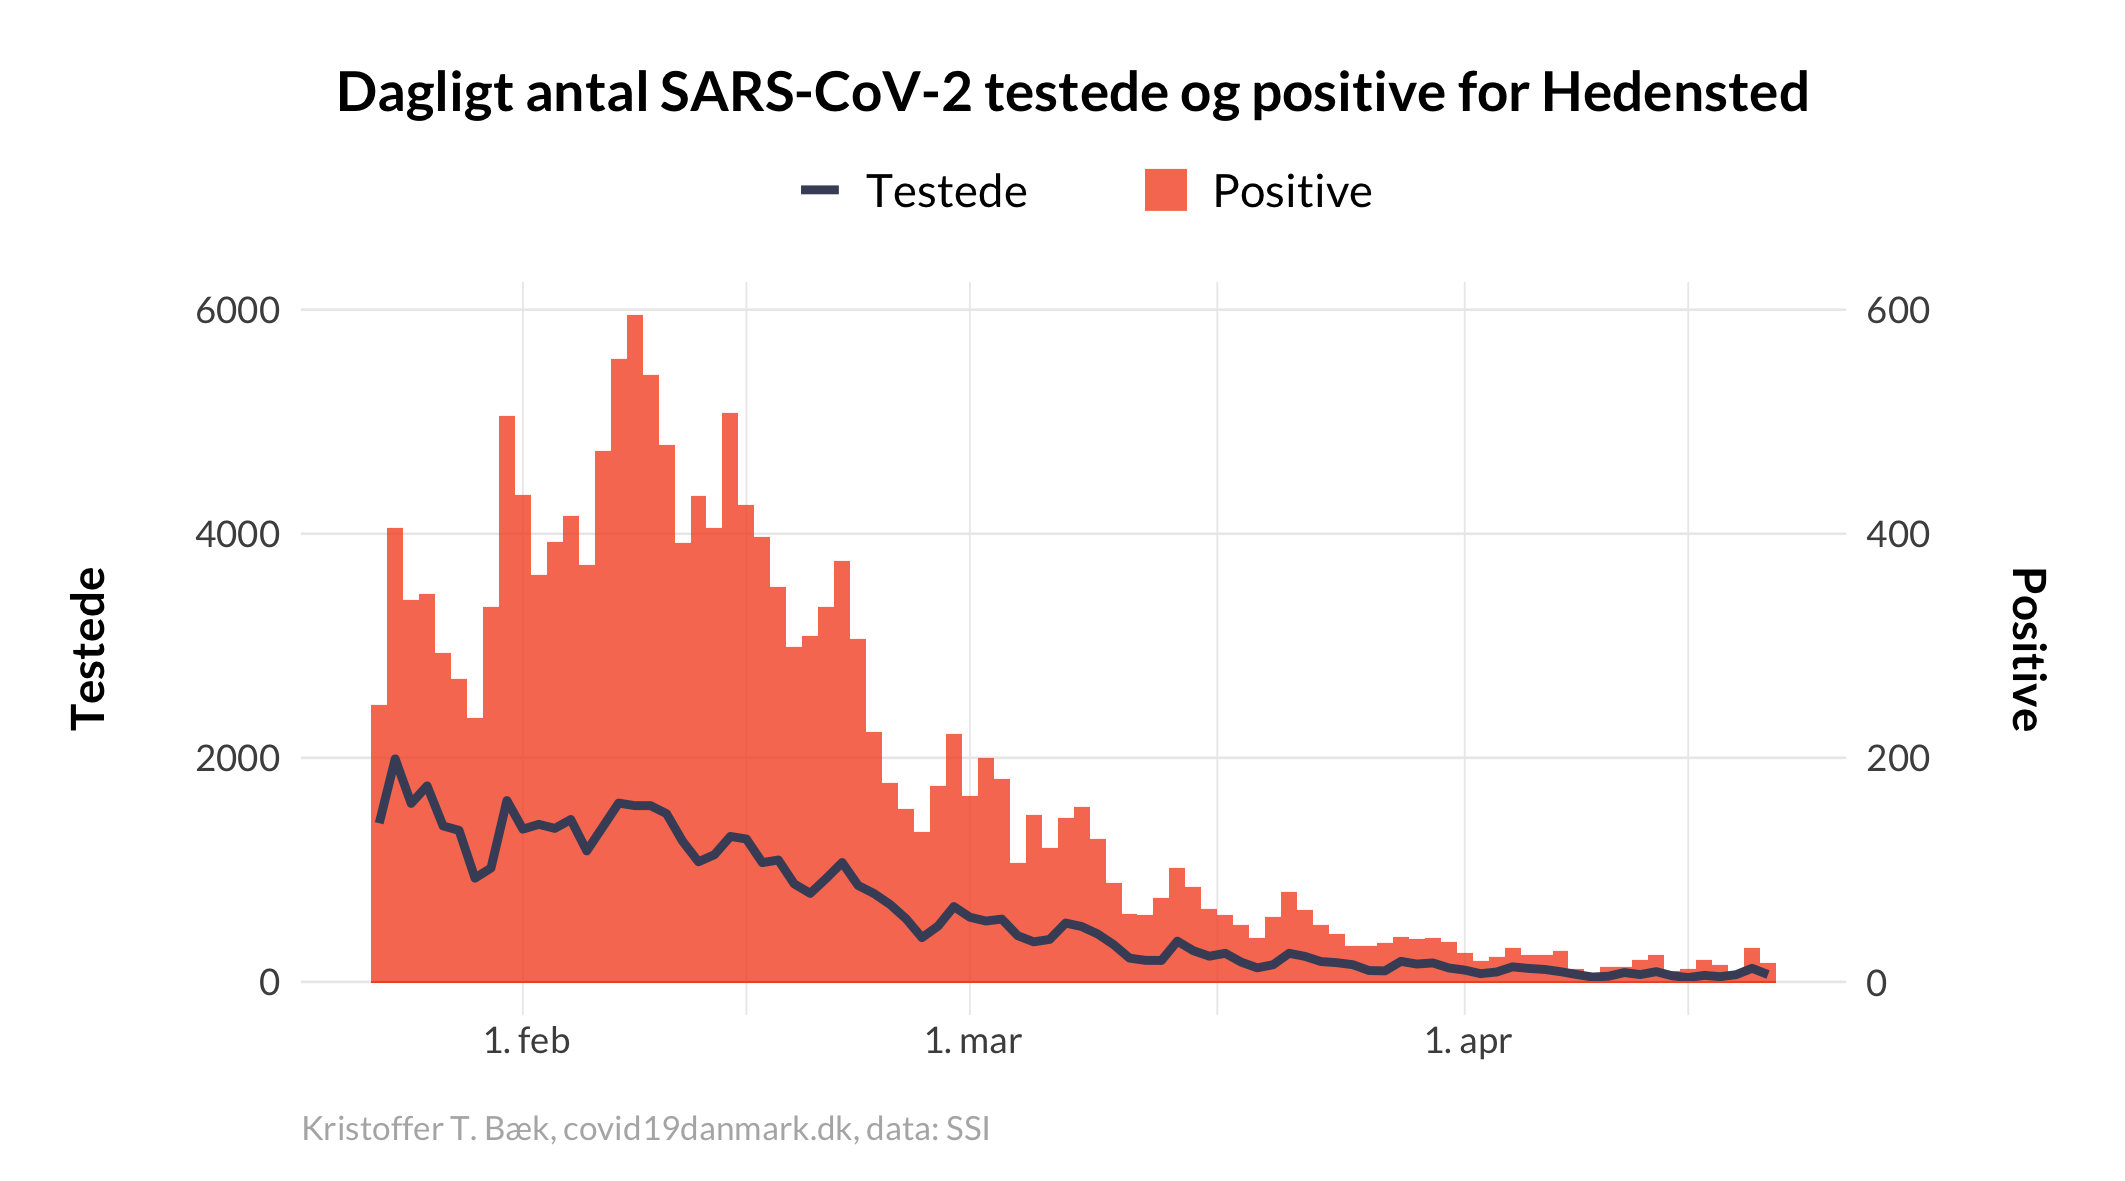 Dagligt antal SARS-CoV-2 testede og positive for Hedensted
Testede
Positive
6000
4000
2000
0
Testede
600
400
200
0
Positive
1. feb
1. mar
1. apr
Kristoffer T. Bæk, covid19danmark.dk, data: SSI